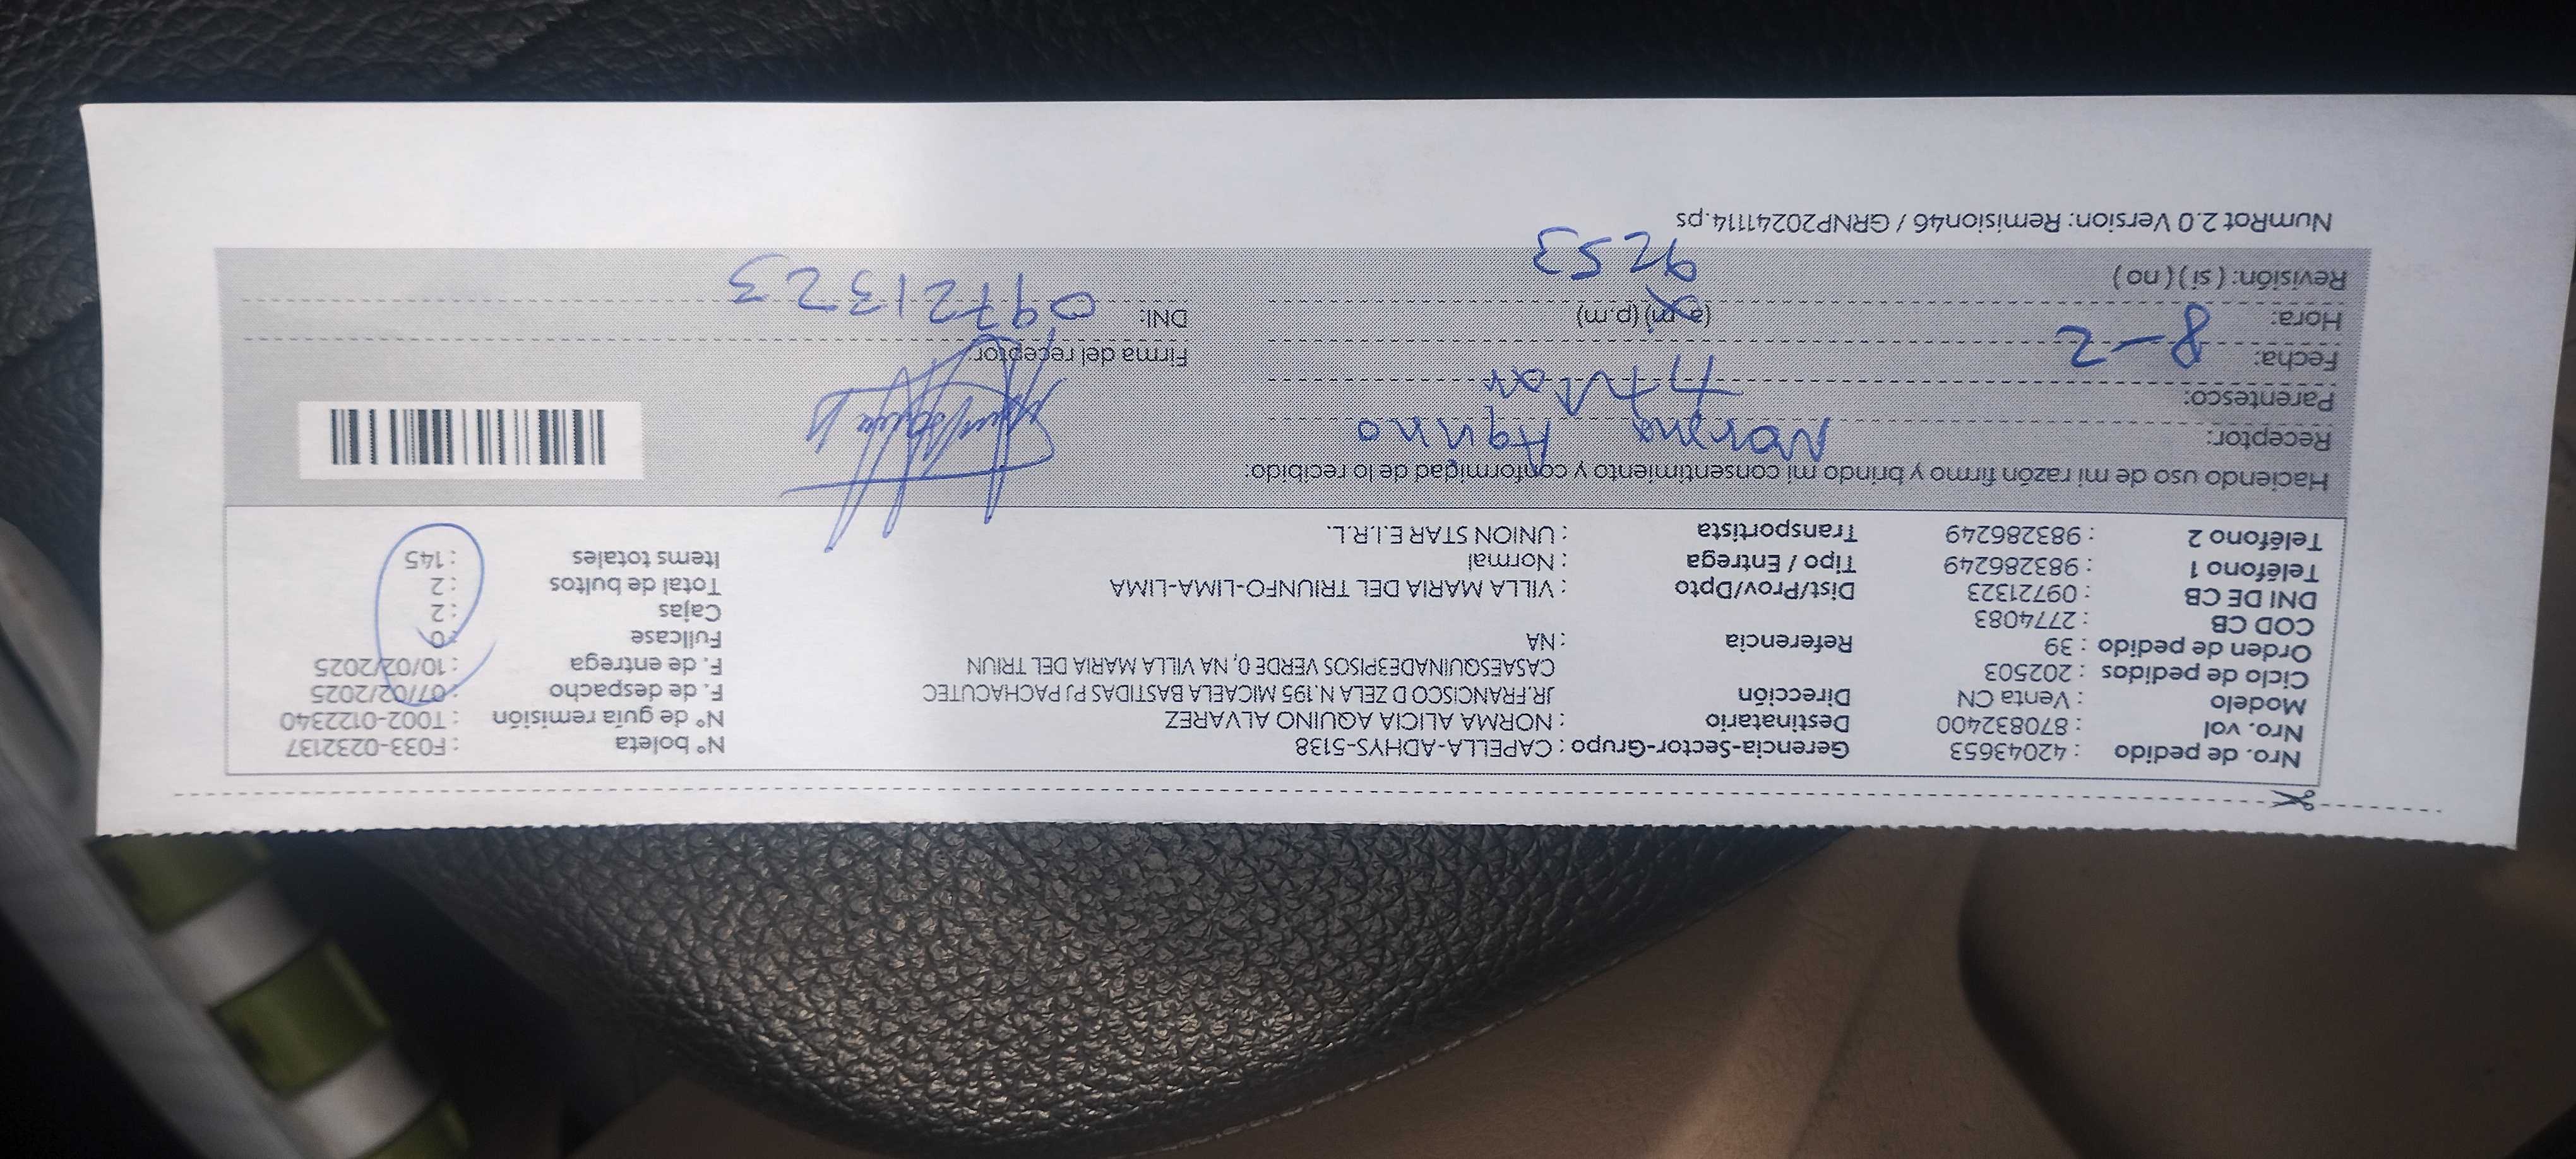 Nro. de pedido : 42043653 Gerencia-Sector-Grupo : CAPELLA-ADHYS-5138 N° boleta : F033-0232137
Nro. vol : 870832400 Destinatario : NORMA ALICIA AQUINO ALVAREZ N° de guía remisión : T002-0122340
Modelo : Venta CN Dirección JR.FRANCISCO D ZELA N.195 MICAELA BASTIDAS PJ PACHACUTEC F. de despacho : 07/02/2025
Ciclo de pedidos : 202503 CASAESQUINADE3PISOS VERDE 0, NA VILLA MARIA DEL TRIUN F. de entrega : 10/02/2025
Orden de pedido : 39 Referencia : NA Fullcase : 0
COD CB : 2774083 Cajas : 2
DNI DE CB : 09721323 Dist/Prov/Dpto : VILLA MARIA DEL TRIUNFO-LIMA-LIMA Total de bultos : 2
Teléfono 1 : 983286249 Tipo / Entrega : Normal Items totales : 145
Teléfono 2 : 983286249 Transportista : UNION STAR E.I.R.L.
Haciendo uso de mi razón firmo y brindo mi consentimiento y conformidad de lo recibido:
Receptor: Norma Aquino
Parentesco:
Fecha: 8-2 Firma del receptor:
Hora: (a.m) (p.m) DNI: 09721323
Revisión: ( si ) ( no ) 9253
NumRot 2.0 Version: Remision46 / GRNP20241114.ps